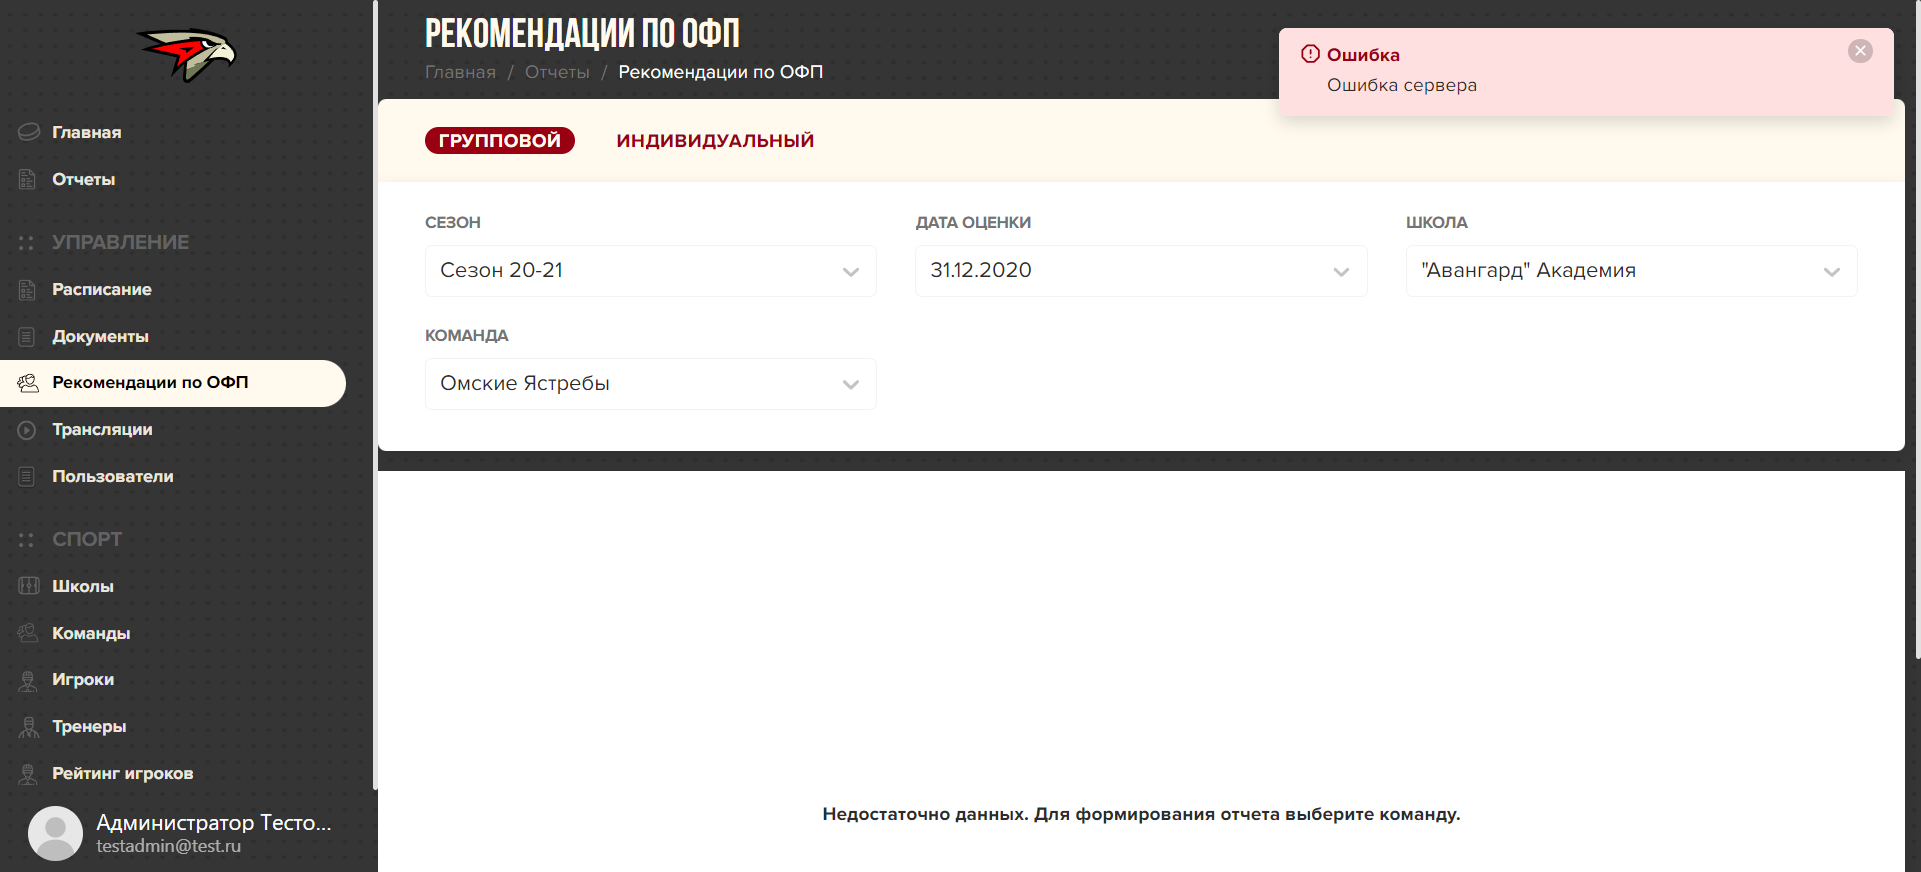 Главная
Отчеты
УПРАВЛЕНИЕ
Расписание
Документы
Рекомендации по ОФП
Трансляции
Пользователи
СПОРТ
Школы
Команды
Игроки
Тренеры
Рейтинг игроков
Администратор Тесто...
testadmin@test.ru
РЕКОМЕНДАЦИИ ПО ОФП
Главная / Отчеты / Рекомендации по ОФП
Ошибка
Ошибка сервера
ГРУППОВОЙ ИНДИВИДУАЛЬНЫЙ
СЕЗОН ДАТА ОЦЕНКИ ШКОЛА
Сезон 20-21 31.12.2020 "Авангард" Академия
КОМАНДА
Омские Ястребы
Недостаточно данных. Для формирования отчета выберите команду.